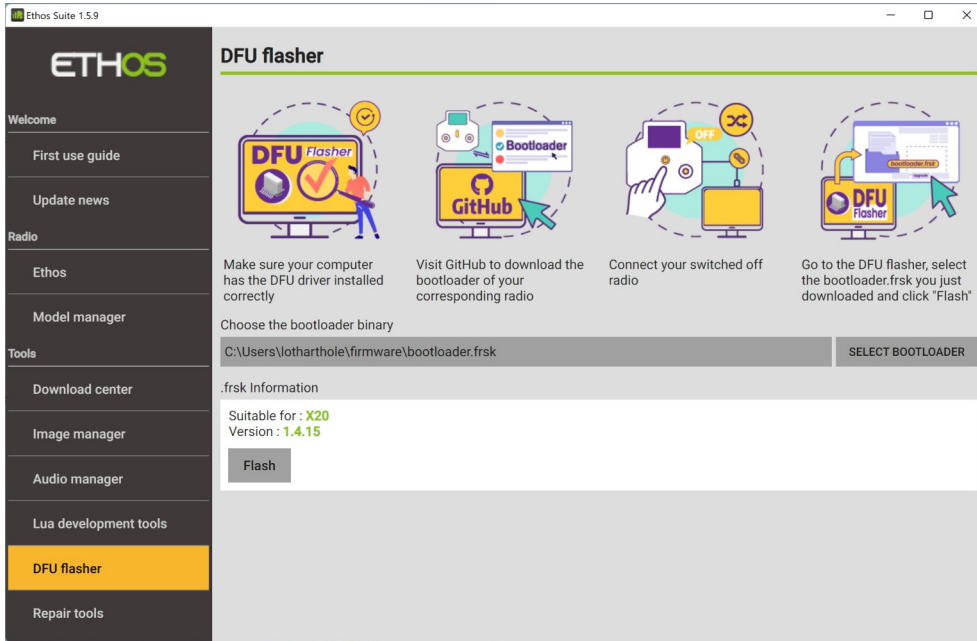 Ethos Suite 1.5.9
ETHOS
Welcome
First use guide
Update news
Radio
Ethos
Model manager
Tools
Download center
Image manager
Audio manager
Lua development tools
DFU flasher
Repair tools
DFU flasher
DFU Flasher
Bootloader
GitHub
OFF
bootloader.frsk
DFU
Flasher
Make sure your computer
has the DFU driver installed
correctly
Visit GitHub to download the
bootloader of your
corresponding radio
Connect your switched off
radio
Go to the DFU flasher, select
the bootloader.frsk you just
downloaded and click "Flash"
Choose the bootloader binary
C:\Users\lotharthole\firmware\bootloader.frsk
SELECT BOOTLOADER
.frsk Information
Suitable for : X20
Version : 1.4.15
Flash